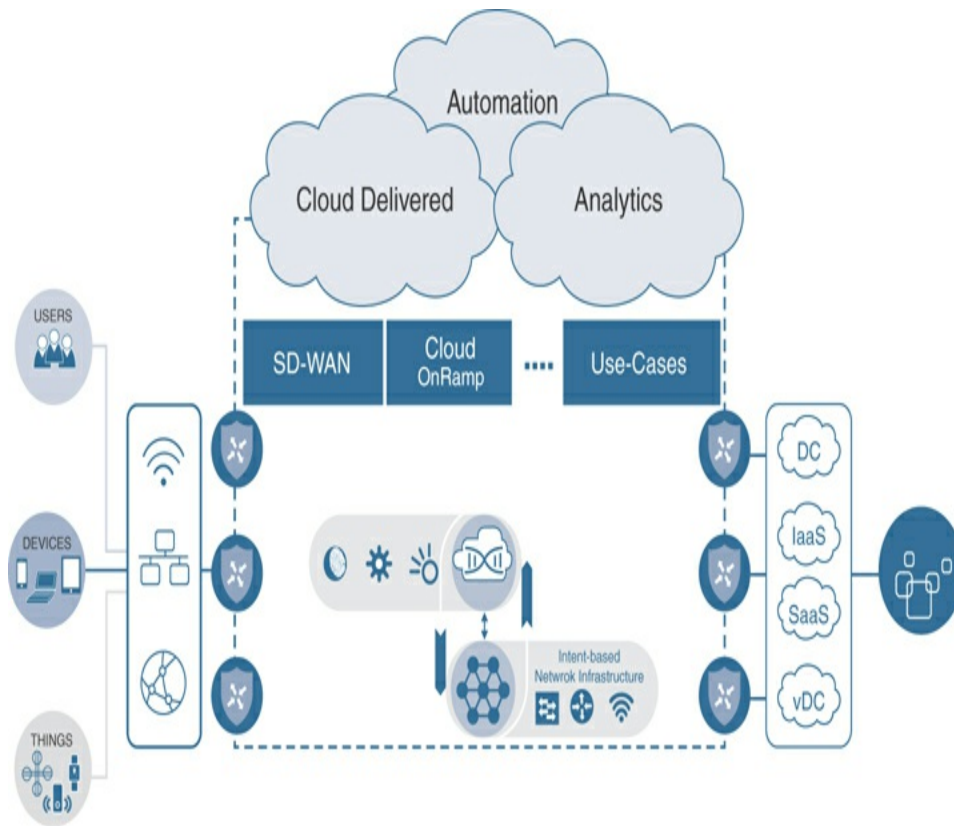 Automation
Cloud Delivered
Analytics
USERS
SD-WAN
Cloud
OnRamp
Use-Cases
DC
DEVICES
IaaS
SaaS
Intent-based
Netwrok Infrastructure
vDC
THINGS